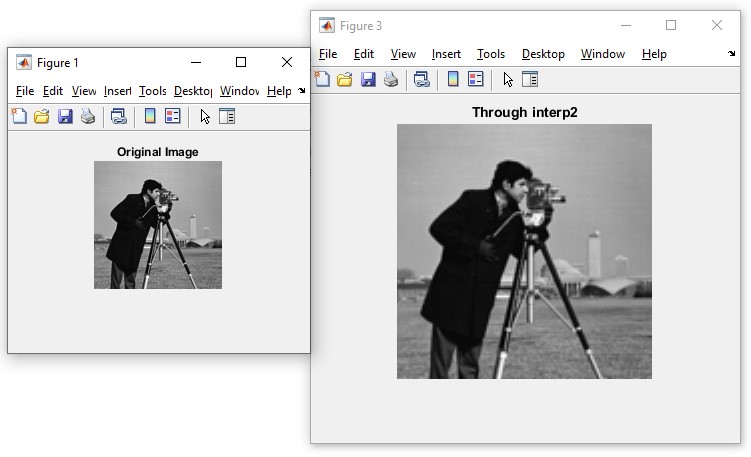 Figure 1
File Edit View Insert Tools Desktop Window Help
Original Image
Figure 3
File Edit View Insert Tools Desktop Window Help
Through interp2